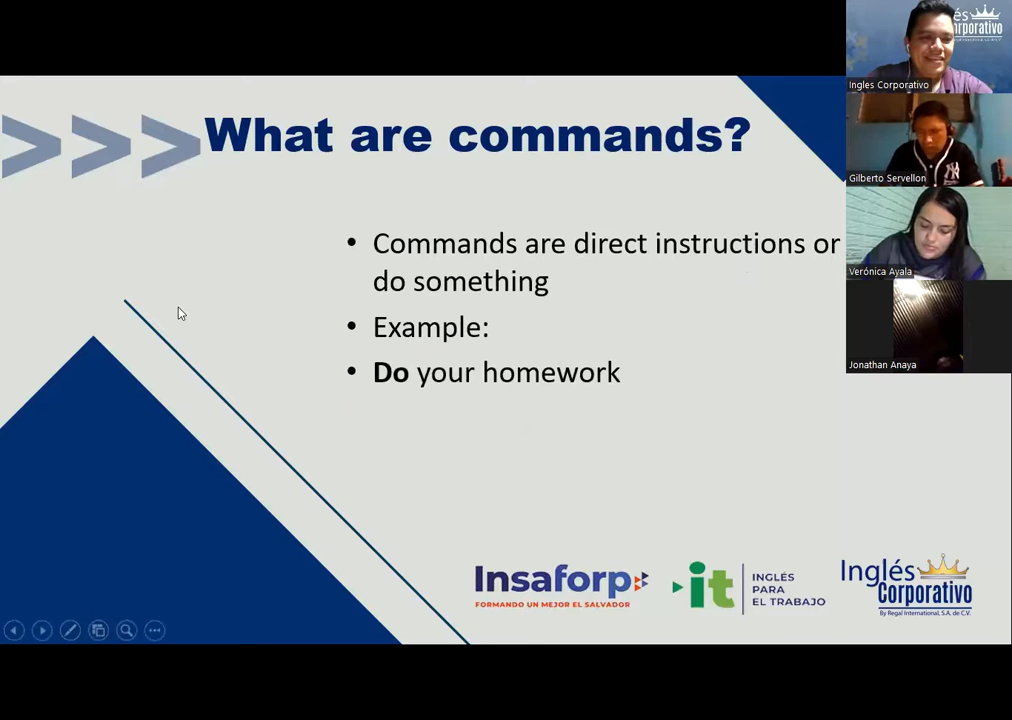 What are commands?
• Commands are direct instructions or
do something
• Example:
• Do your homework
Insaforp
FORMANDO UN MEJOR EL SALVADOR
it
INGLÉS
PARA
EL TRABAJO
Inglés
Corporativo
By Regal International, S.A. de C.V.
és
rporativo
Ingles Corporativo
Gilberto Servellon
Verónica Ayala
Jonathan Anaya